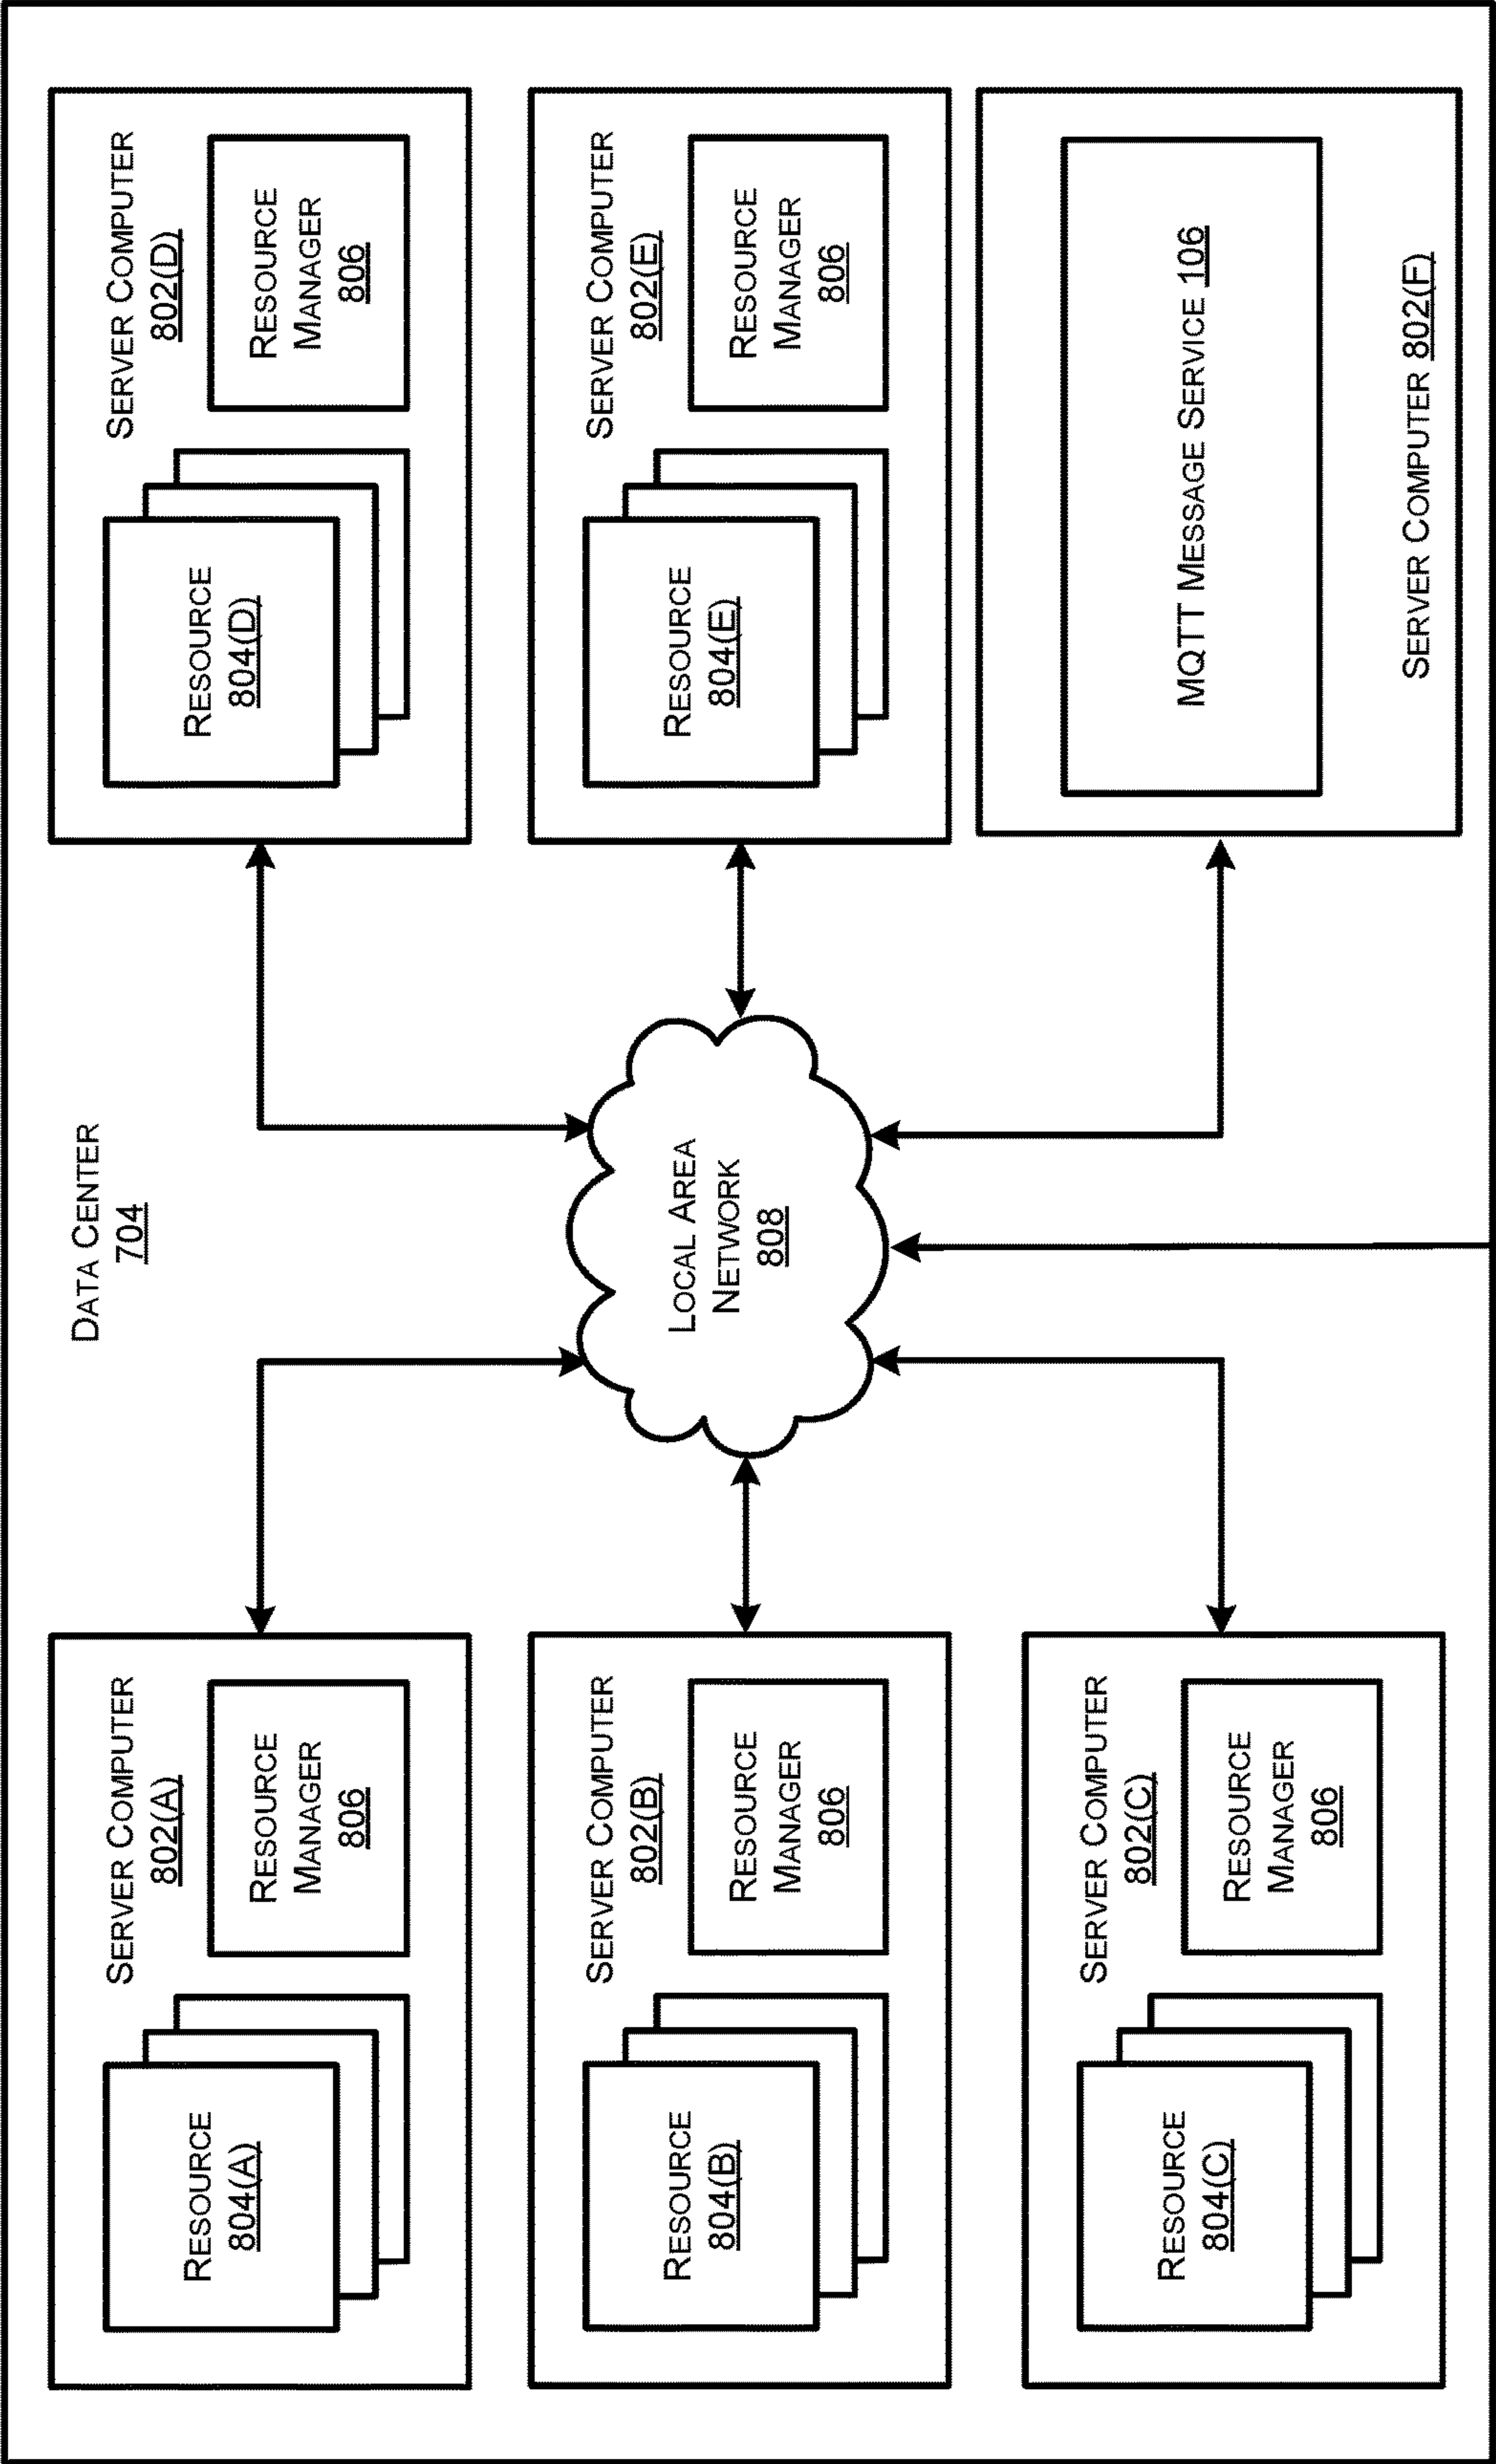 DATA CENTER
704
SERVER COMPUTER
802(A)
RESOURCE
804(A)
RESOURCE
MANAGER
806
SERVER COMPUTER
802(B)
RESOURCE
804(B)
RESOURCE
MANAGER
806
SERVER COMPUTER
802(C)
RESOURCE
804(C)
RESOURCE
MANAGER
806
LOCAL AREA
NETWORK
808
SERVER COMPUTER
802(D)
RESOURCE
804(D)
RESOURCE
MANAGER
806
SERVER COMPUTER
802(E)
RESOURCE
804(E)
RESOURCE
MANAGER
806
MQTT MESSAGE SERVICE 106
SERVER COMPUTER 802(F)